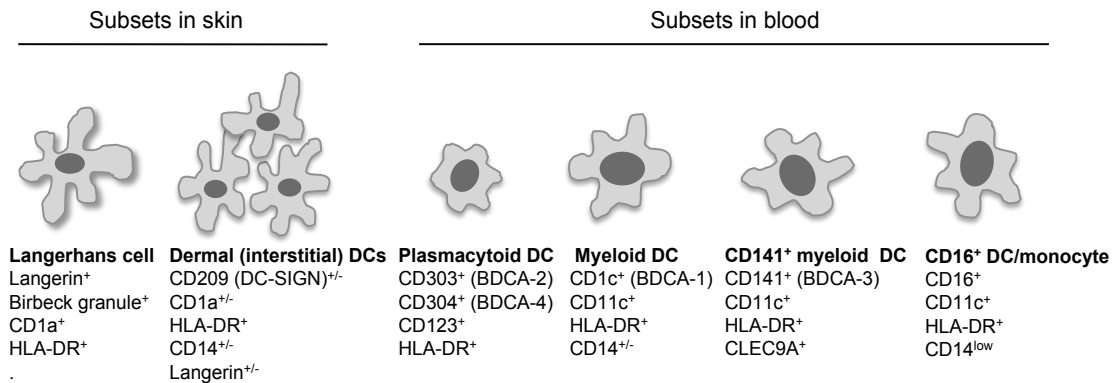 Subsets in skin
Subsets in blood
Langerhans cell
Langerin⁺
Birbeck granule⁺
CD1a⁺
HLA-DR⁺
.
Dermal (interstitial) DCs
CD209 (DC-SIGN)⁺/⁻
CD1a⁺/⁻
HLA-DR⁺
CD14⁺/⁻
Langerin⁺/⁻
Plasmacytoid DC
CD303⁺ (BDCA-2)
CD304⁺ (BDCA-4)
CD123⁺
HLA-DR⁺
Myeloid DC
CD1c⁺ (BDCA-1)
CD11c⁺
HLA-DR⁺
CD14⁺/⁻
CD141⁺ myeloid DC
CD141⁺ (BDCA-3)
CD11c⁺
HLA-DR⁺
CLEC9A⁺
CD16⁺ DC/monocyte
CD16⁺
CD11c⁺
HLA-DR⁺
CD14ˡᵒʷ